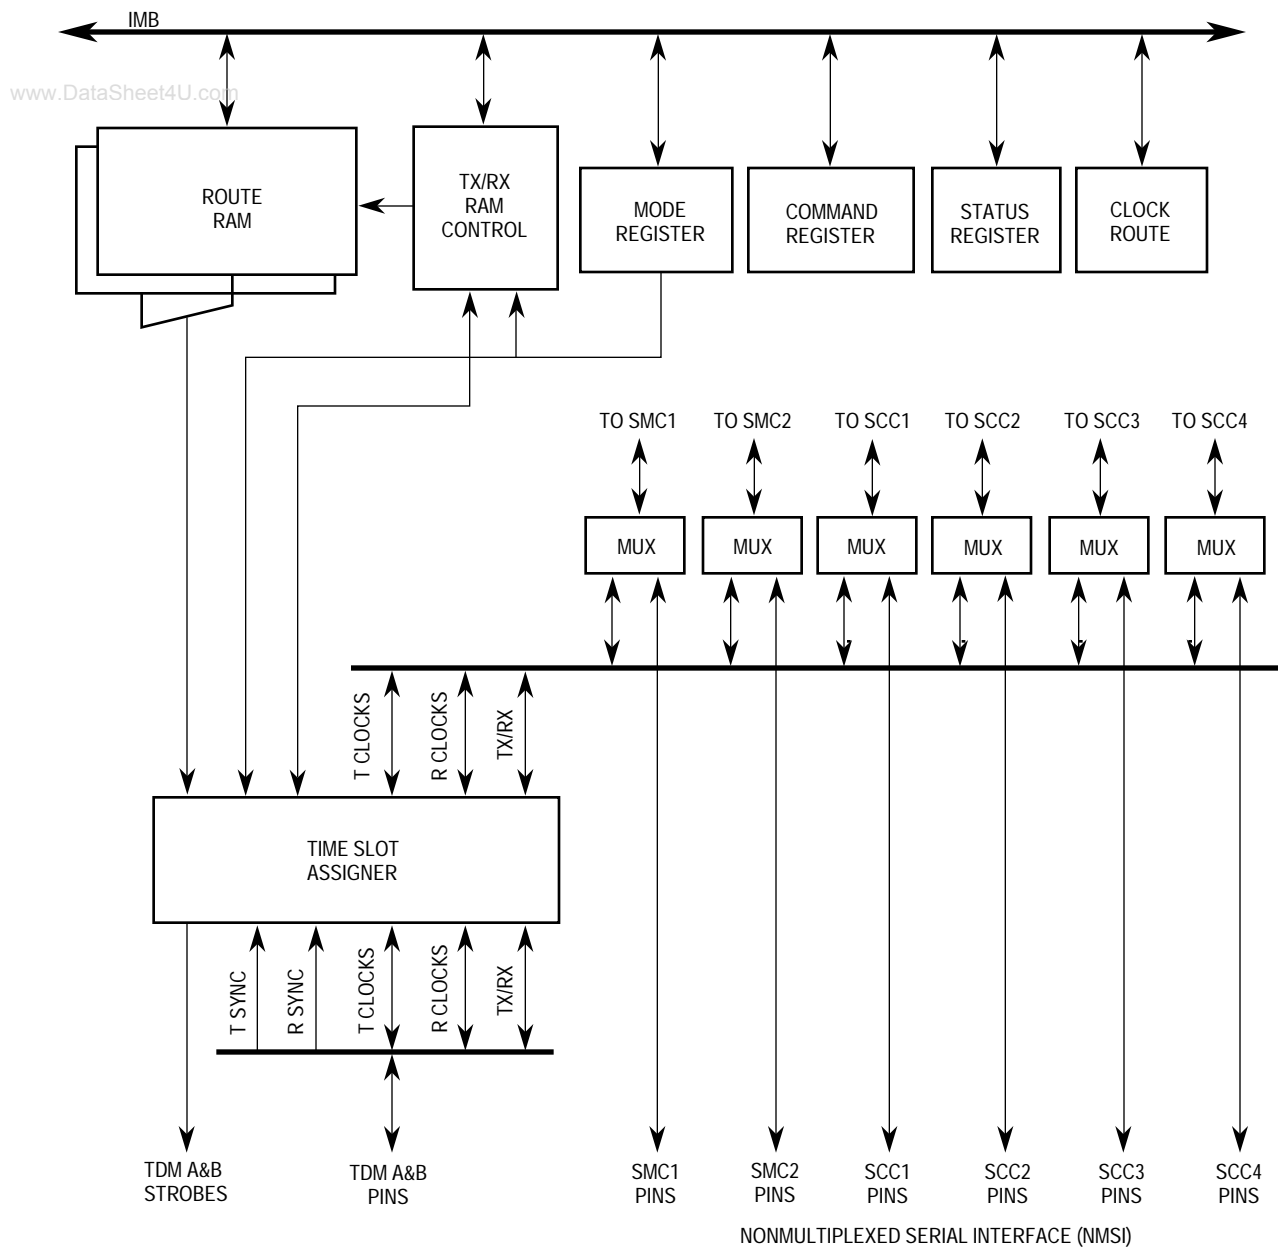 IMB
www.DataSheet4U.com
ROUTE
RAM
TX/RX
RAM
CONTROL
MODE
REGISTER
COMMAND
REGISTER
STATUS
REGISTER
CLOCK
ROUTE
TO SMC1
TO SMC2
TO SCC1
TO SCC2
TO SCC3
TO SCC4
MUX
MUX
MUX
MUX
MUX
MUX
T CLOCKS
R CLOCKS
TX/RX
TIME SLOT
ASSIGNER
T SYNC
R SYNC
T CLOCKS
R CLOCKS
TX/RX
TDM A&B
STROBES
TDM A&B
PINS
SMC1
PINS
SMC2
PINS
SCC1
PINS
SCC2
PINS
SCC3
PINS
SCC4
PINS
NONMULTIPLEXED SERIAL INTERFACE (NMSI)